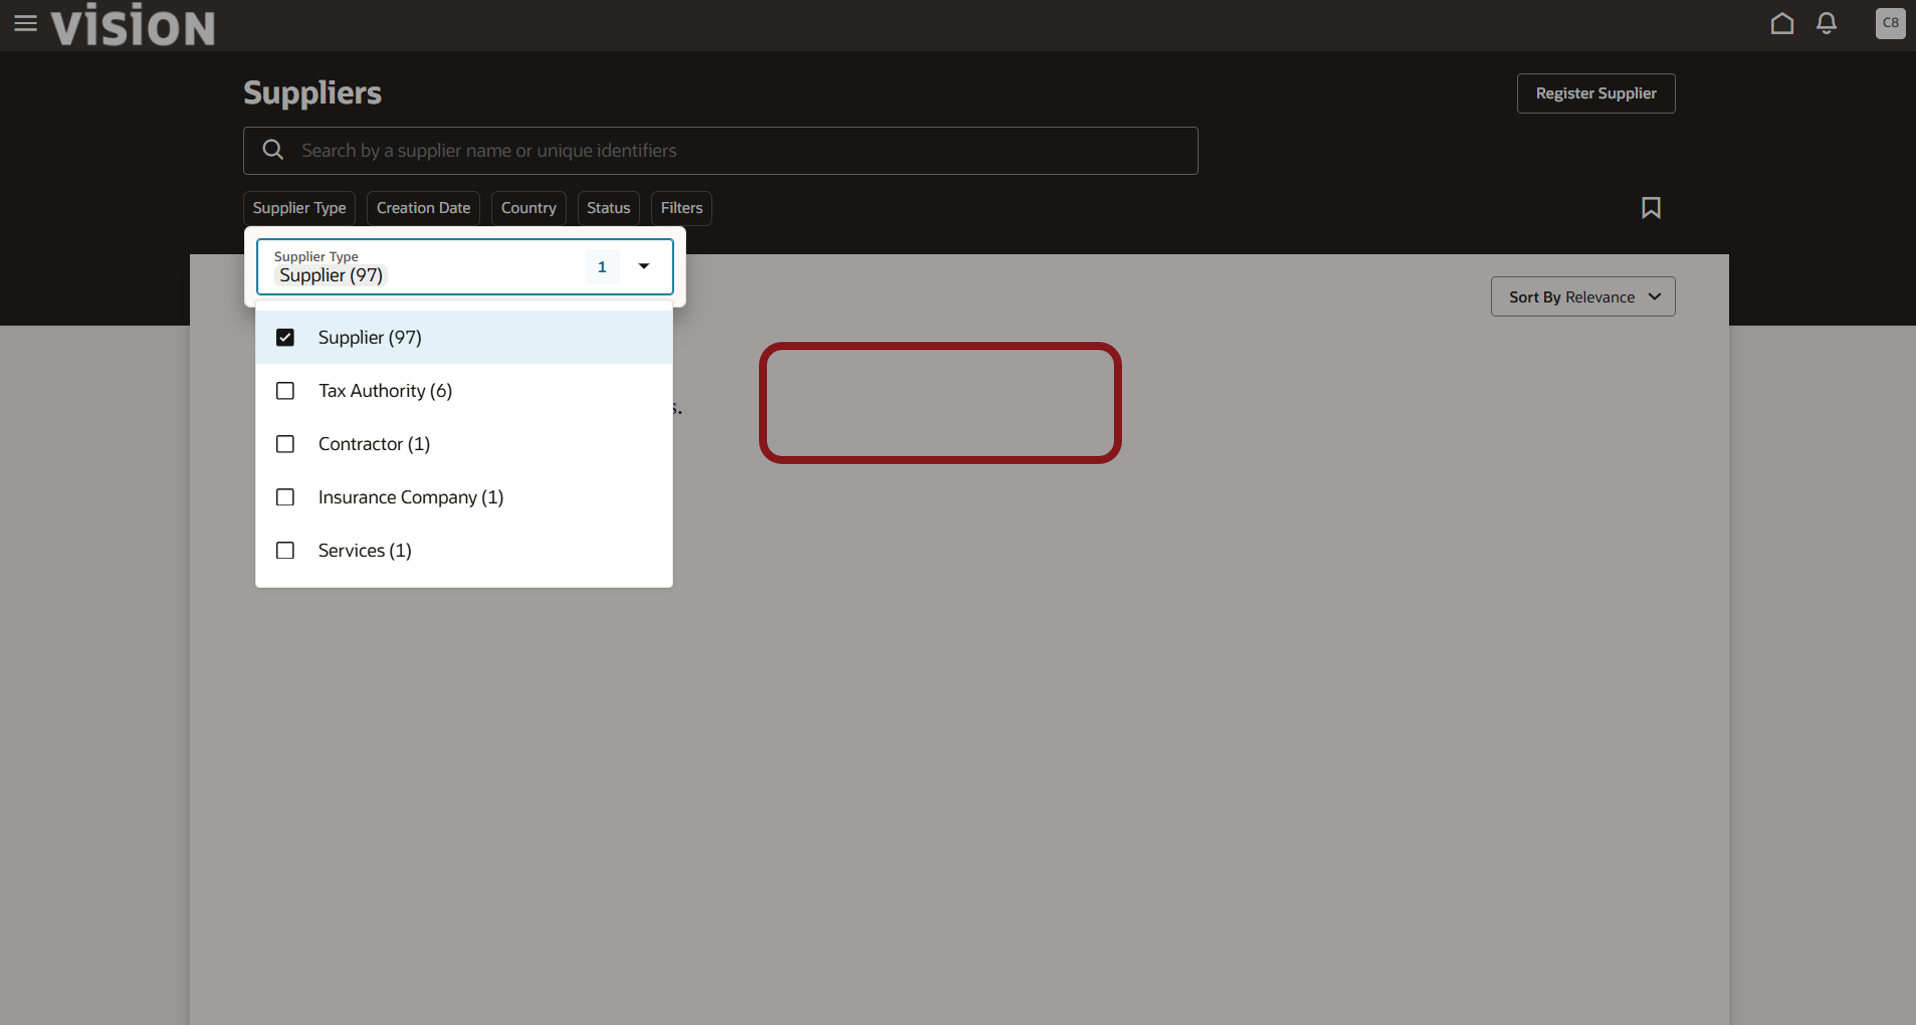 vision
C8
Suppliers
Register Supplier
Search by a supplier name or unique identifiers
Supplier Type
Creation Date
Country
Status
Filters
Supplier Type
Supplier (97)
1
Sort By Relevance
Supplier (97)
Tax Authority (6)
s.
Contractor (1)
Insurance Company (1)
Services (1)